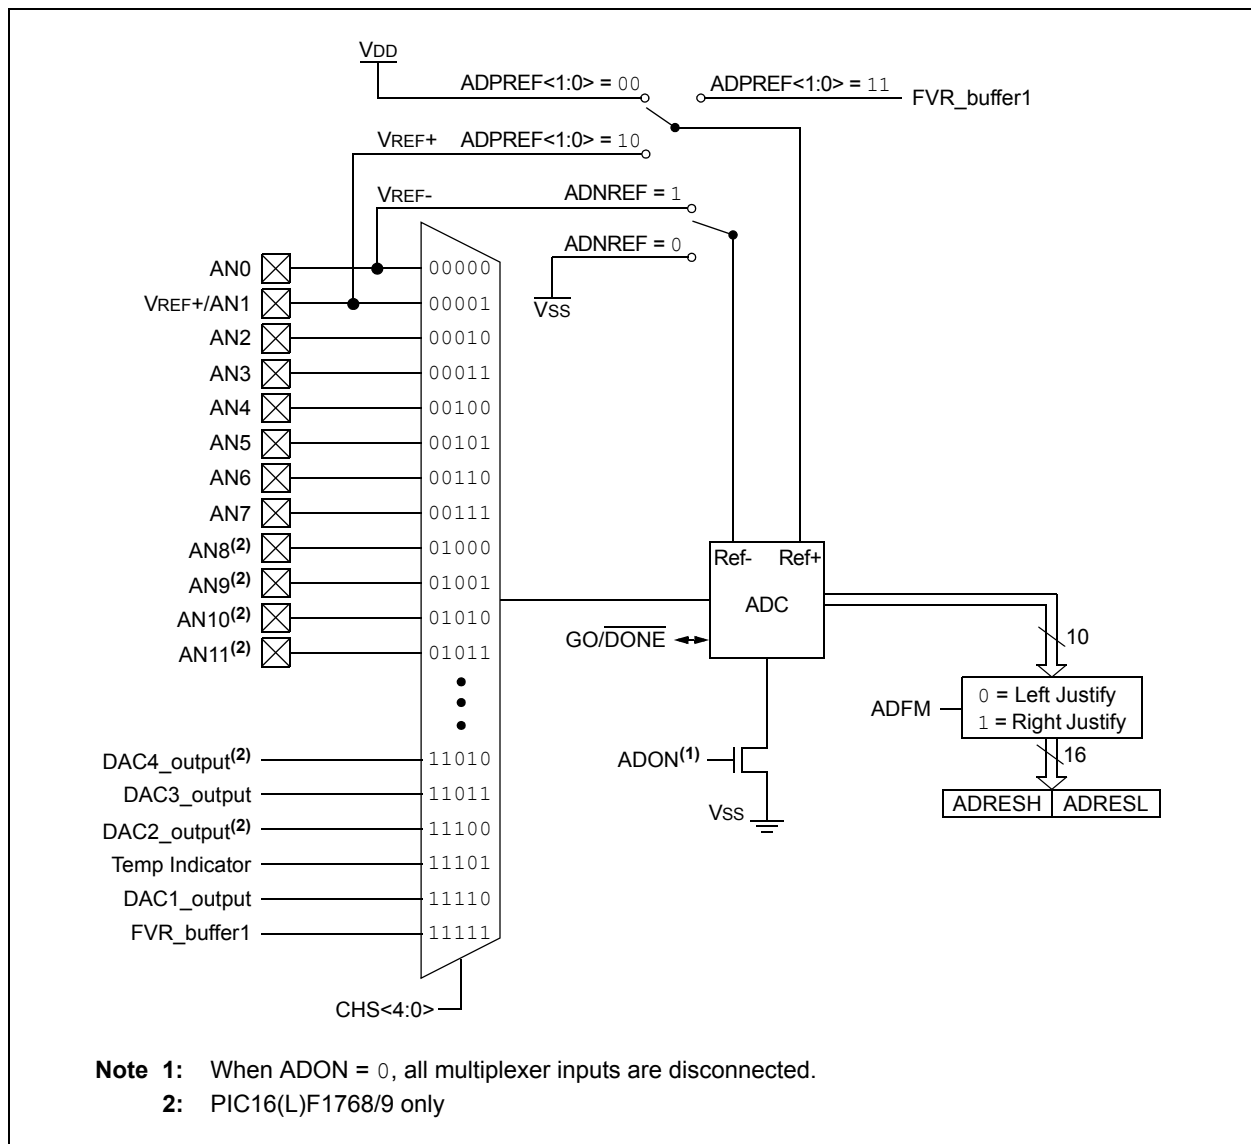 VDD
ADPREF<1:0> = 00
ADPREF<1:0> = 11
FVR_buffer1
VREF+ ADPREF<1:0> = 10
VREF- ADNREF = 1
ADNREF = 0
VSS
AN0 00000
VREF+/AN1 00001
AN2 00010
AN3 00011
AN4 00100
AN5 00101
AN6 00110
AN7 00111
AN8(2) 01000
AN9(2) 01001
AN10(2) 01010
AN11(2) 01011
DAC4_output(2) 11010
DAC3_output 11011
DAC2_output(2) 11100
Temp Indicator 11101
DAC1_output 11110
FVR_buffer1 11111
CHS<4:0>
Ref- Ref+
ADC
GO/DONE
10
ADFM
0 = Left Justify
1 = Right Justify
16
ADRESH ADRESL
ADON(1)
VSS
Note 1: When ADON = 0, all multiplexer inputs are disconnected.
2: PIC16(L)F1768/9 only